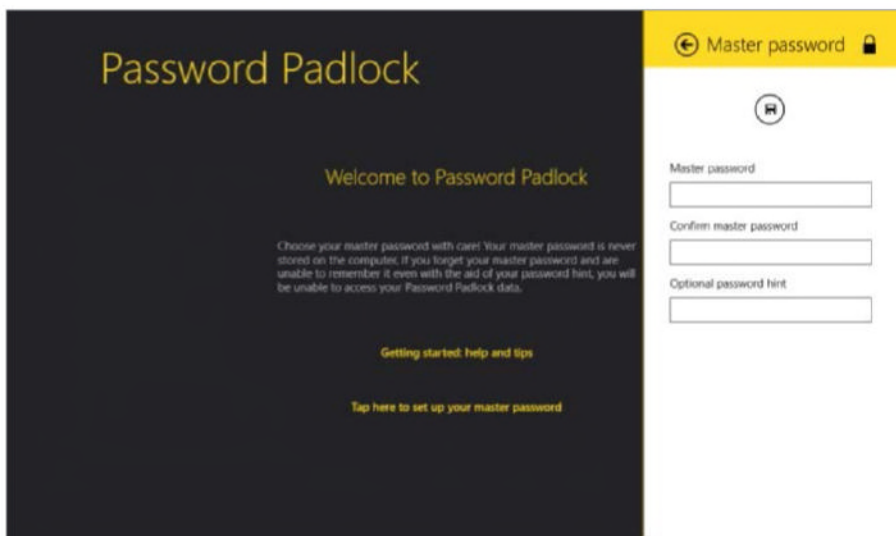 Password Padlock
Welcome to Password Padlock
Choose your master password with care! Your master password is never
stored on the computer. If you forget your master password and are
unable to remember it even with the aid of your password hint, you will
be unable to access your Password Padlock data.
Getting started: help and tips
Tap here to set up your master password
Master password
Master password
Confirm master password
Optional password hint